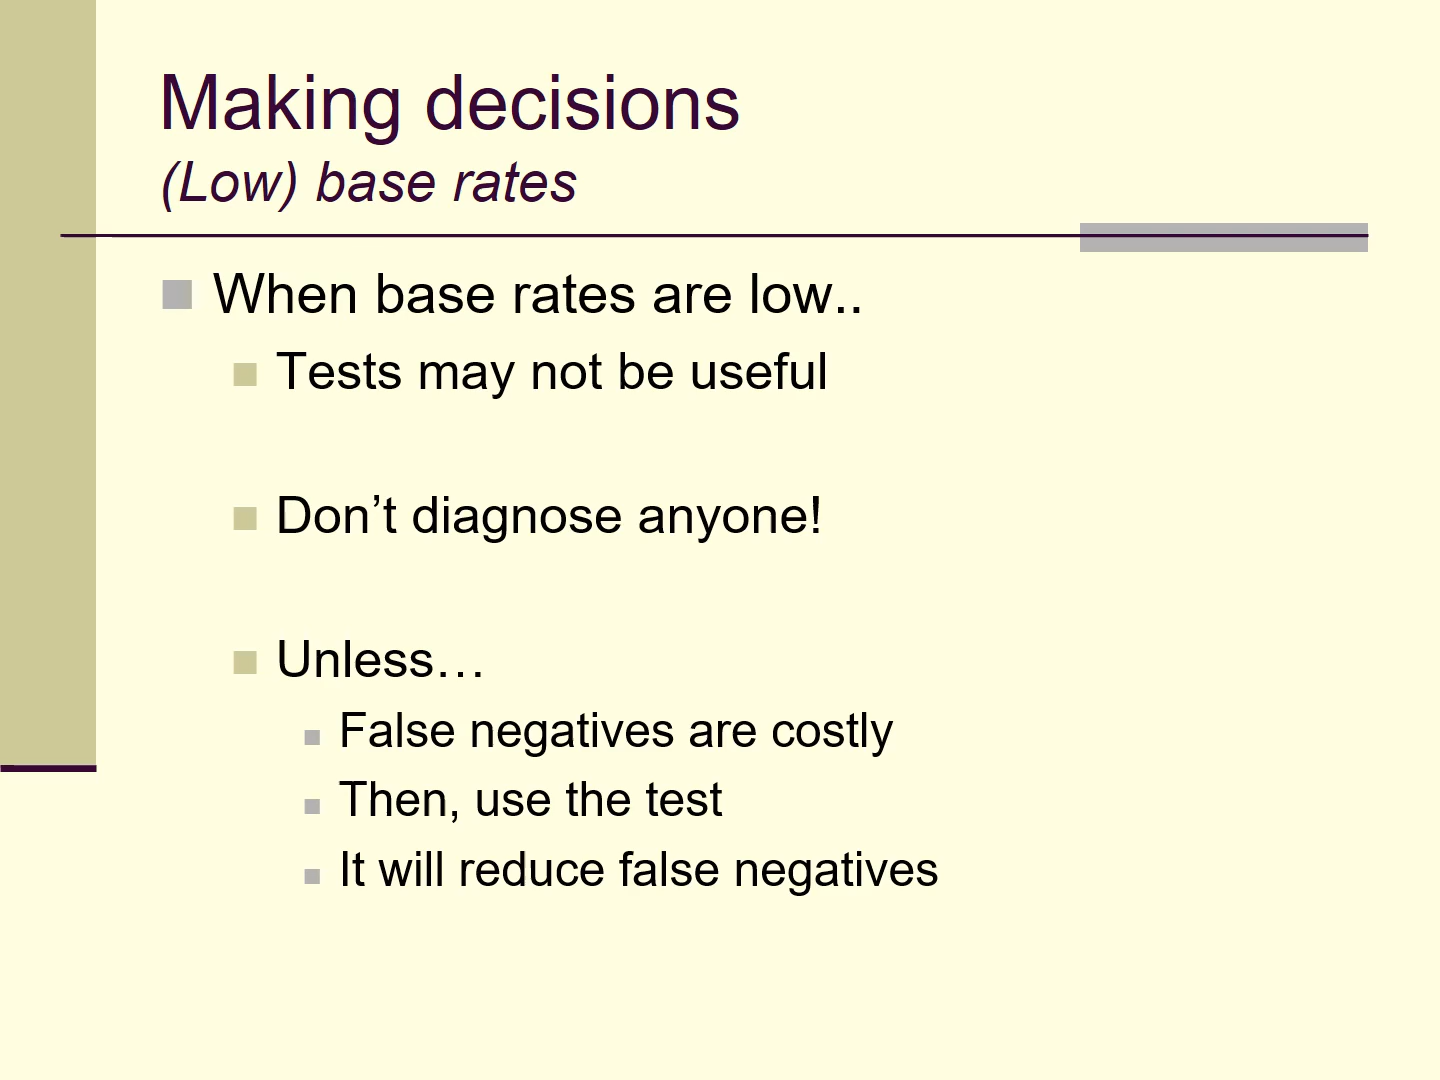 Making decisions
(Low) base rates
When base rates are low..
Tests may not be useful
Don’t diagnose anyone!
Unless…
False negatives are costly
Then, use the test
It will reduce false negatives